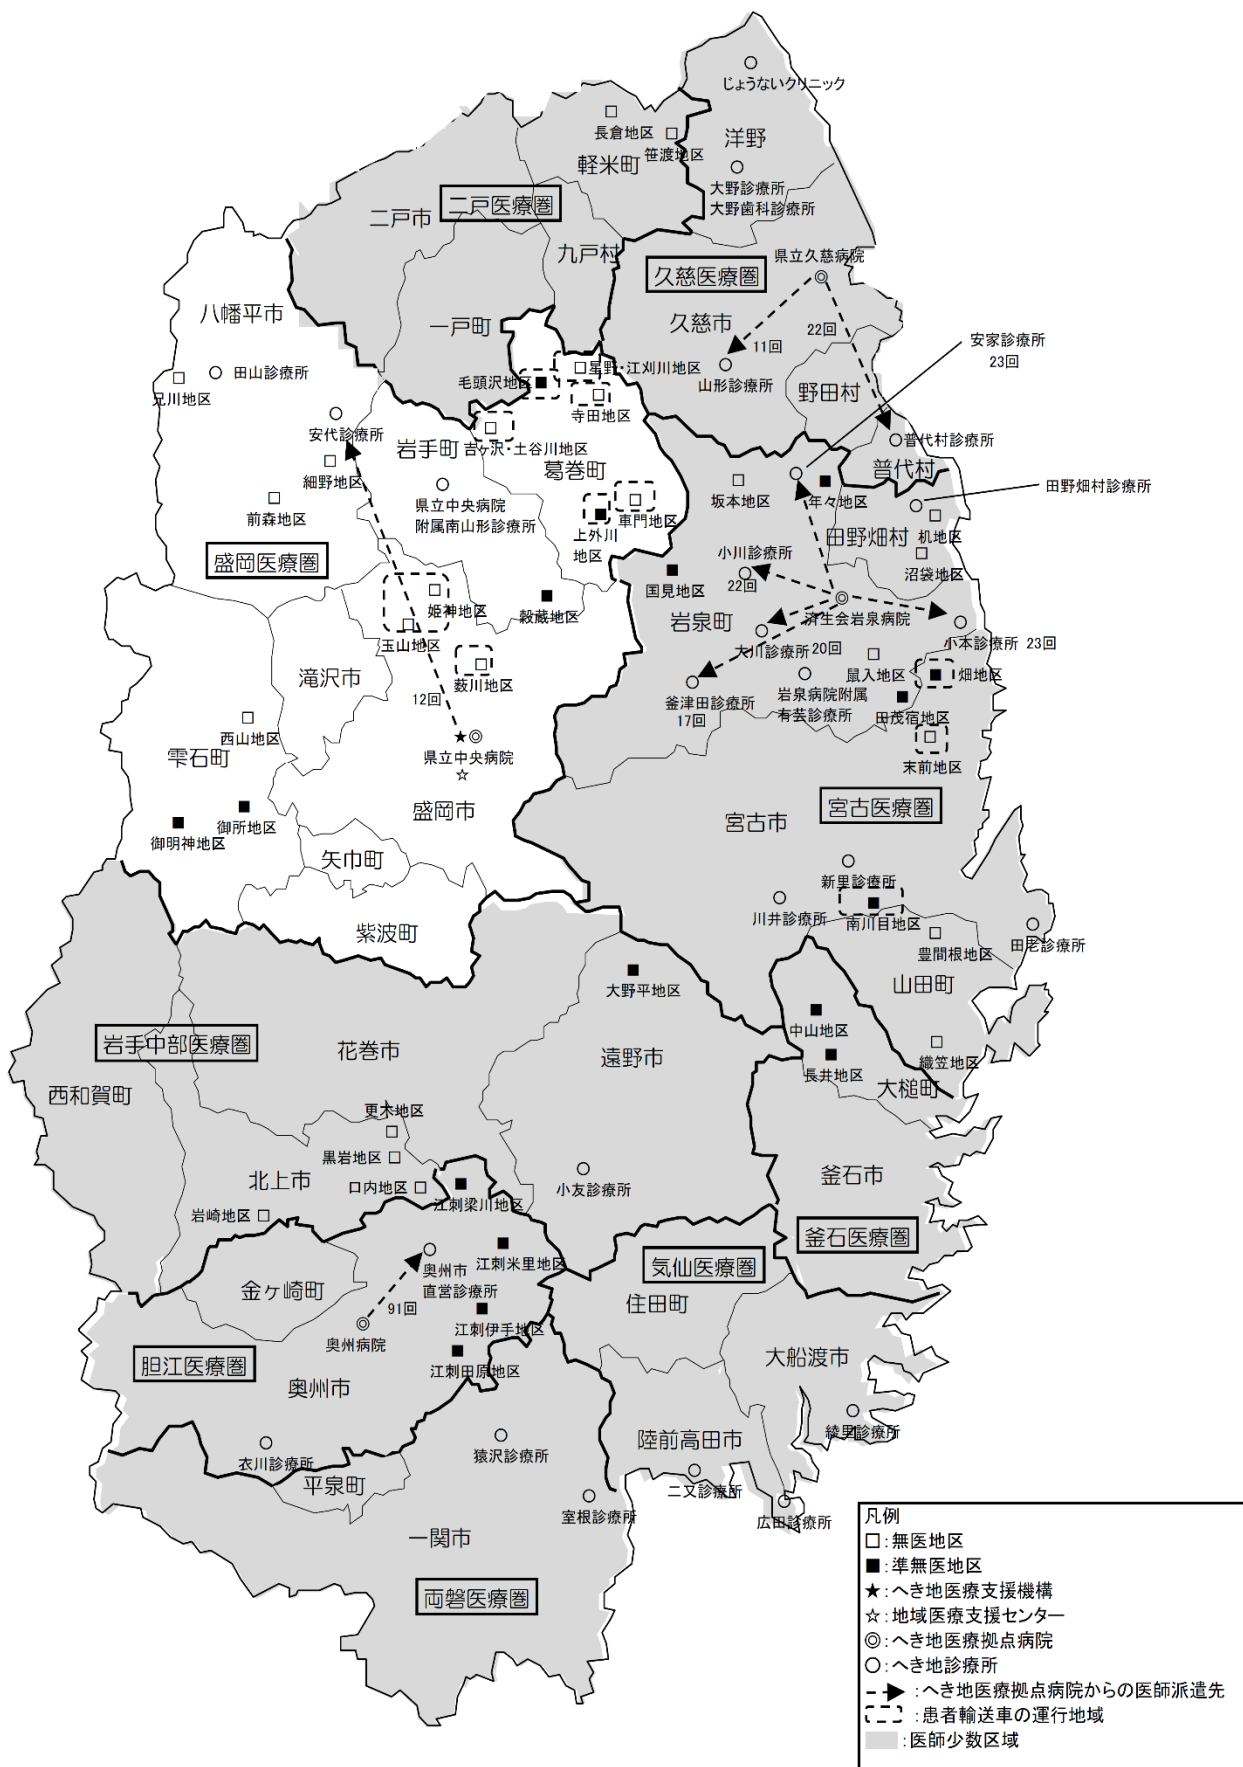 じょうないクリニック
長倉地区
笹渡地区
洋野
軽米町
大野診療所
大野歯科診療所
二戸医療圏
二戸市
九戸村
県立久慈病院
久慈医療圏
八幡平市
一戸町
久慈市
22回
11回
安家診療所
23回
田山診療所
兄川地区
星野・江刈川地区
毛頭沢地区
寺田地区
山形診療所
野田村
安代診療所
岩手町
吉ヶ沢・土谷川地区
普代村診療所
普代村
細野地区
葛巻町
坂本地区
年々地区
田野畑村診療所
前森地区
県立中央病院
附属南山形診療所
車門地区
上外川
地区
田野畑村
机地区
盛岡医療圏
小川診療所
沼袋地区
国見地区
22回
姫神地区
穀蔵地区
済生会岩泉病院
岩泉町
玉山地区
大川診療所
20回
小本診療所 23回
滝沢市
薮川地区
鼠入地区
畑地区
12回
釜津田診療所
17回
岩泉病院附属
有芸診療所
田茂宿地区
西山地区
雫石町
県立中央病院
末前地区
盛岡市
宮古医療圏
御所地区
御明神地区
宮古市
矢巾町
新里診療所
紫波町
川井診療所
南川目地区
田老診療所
豊間根地区
大野平地区
山田町
中山地区
岩手中部医療圏
花巻市
遠野市
長井地区
織笠地区
西和賀町
大槌町
更木地区
黒岩地区
北上市
口内地区
江刺梁川地区
小友診療所
釜石市
岩崎地区
釜石医療圏
江刺米里地区
気仙医療圏
奥州市
直営診療所
金ヶ崎町
91回
住田町
江刺伊手地区
奥州病院
胆江医療圏
江刺田原地区
大船渡市
奥州市
綾里診療所
衣川診療所
猿沢診療所
陸前高田市
平泉町
二又診療所
室根診療所
広田診療所
一関市
両磐医療圏
凡例
□：無医地区
■：準無医地区
★：へき地医療支援機構
☆：地域医療支援センター
◎：へき地医療拠点病院
○：へき地診療所
：へき地医療拠点病院からの医師派遣先
：患者輸送車の運行地域
：医師少数区域